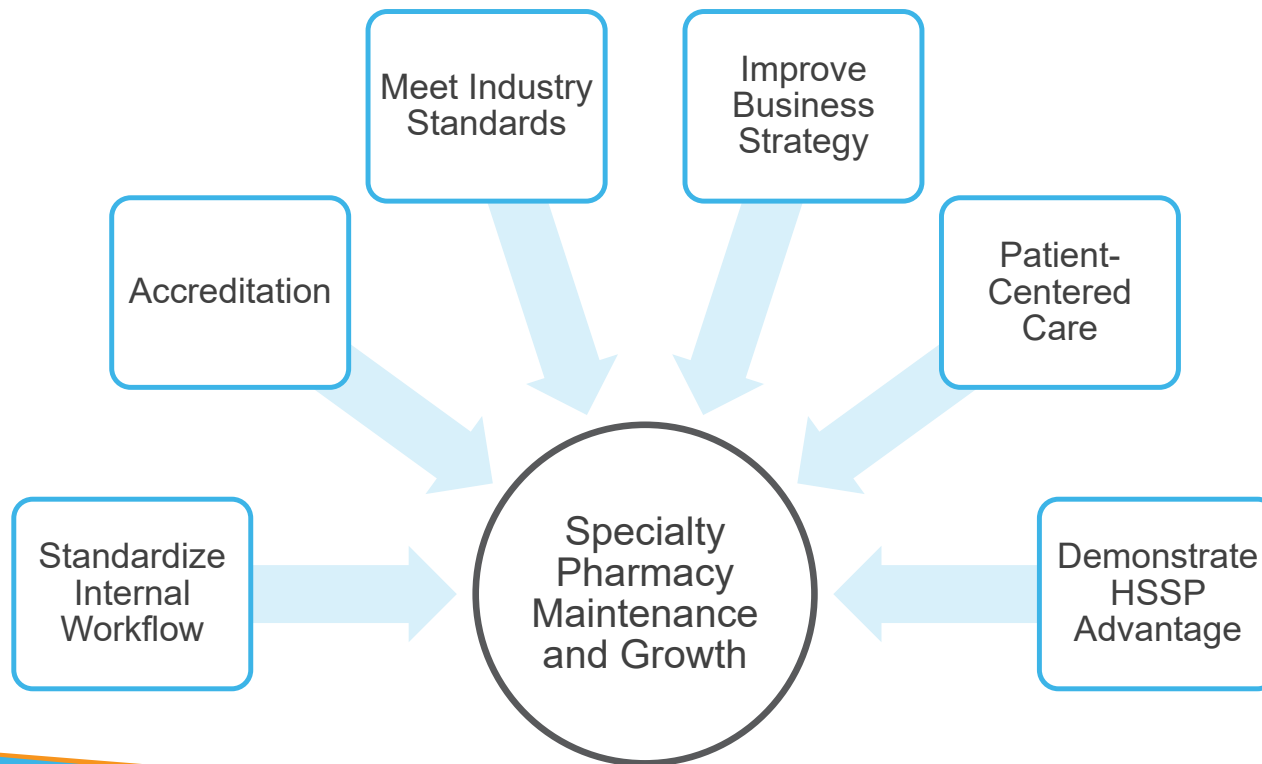 Meet Industry
Standards
Improve
Business
Strategy
Accreditation
Patient-
Centered
Care
Standardize
Internal
Workflow
Specialty
Pharmacy
Maintenance
and Growth
Demonstrate
HSSP
Advantage